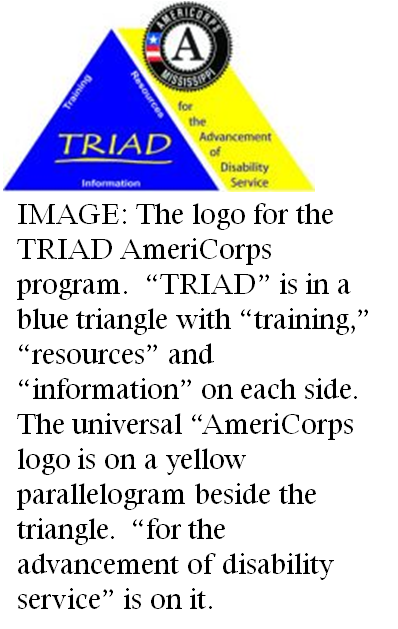 AMERICORPS
A
MISSISSIPPI
Training
Resources
TRIAD
Information
for
the
Advancement
of
Disability
Service
IMAGE: The logo for the
TRIAD AmeriCorps
program.  “TRIAD” is in a
blue triangle with “training,”
“resources” and
“information” on each side.
The universal “AmeriCorps
logo is on a yellow
parallelogram beside the
triangle.  “for the
advancement of disability
service” is on it.